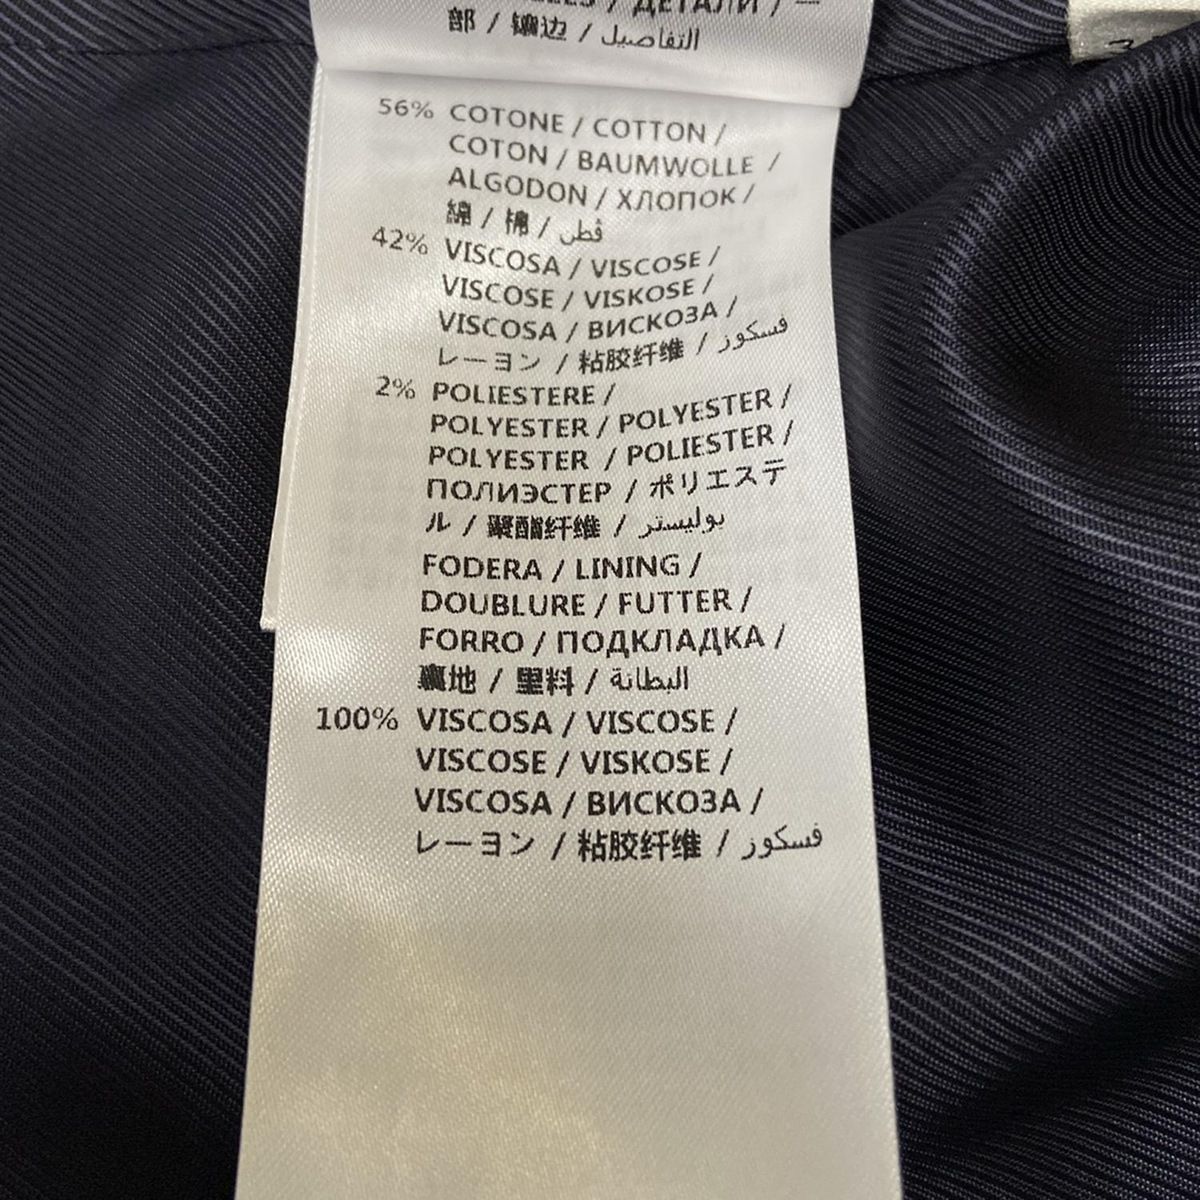 / ДЕТАЛИ / 一
部 / 镶边 / التفاصيل
56% COTONE / COTTON /
COTON / BAUMWOLLE /
ALGODON / ХЛОПОК /
綿 / 棉 / قطن
42% VISCOSA / VISCOSE /
VISCOSE / VISKOSE /
VISCOSA / ВИСКОЗА /
レーヨン / 粘胶纤维 / فسكوز
2% POLIESTERE /
POLYESTER / POLYESTER /
POLYESTER / POLIESTER /
ПОЛИЭСТЕР / ポリエステ
ル / 聚酯纤维 / بوليستر
FODERA / LINING /
DOUBLURE / FUTTER /
FORRO / ПОДКЛАДКА /
裏地 / 里料 / البطانة
100% VISCOSA / VISCOSE /
VISCOSE / VISKOSE /
VISCOSA / ВИСКОЗА /
レーヨン / 粘胶纤维 / فسكوز